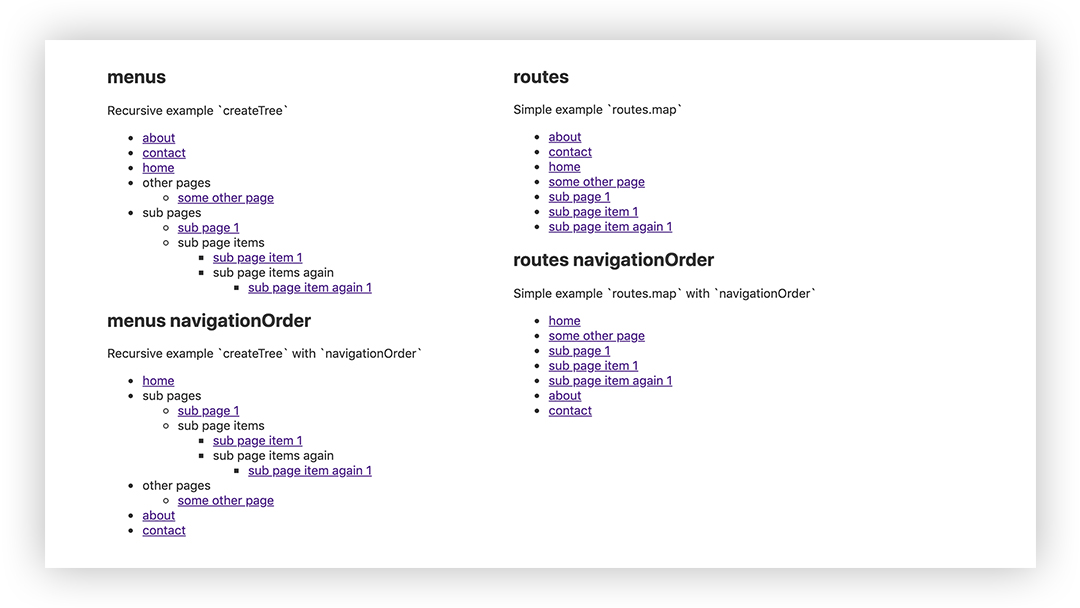 menus
Recursive example `createTree`
about
contact
home
other pages
some other page
sub pages
sub page 1
sub page items
sub page item 1
sub page items again
sub page item again 1
menus navigationOrder
Recursive example `createTree` with `navigationOrder`
home
sub pages
sub page 1
sub page items
sub page item 1
sub page items again
sub page item again 1
other pages
some other page
about
contact
routes
Simple example `routes.map`
about
contact
home
some other page
sub page 1
sub page item 1
sub page item again 1
routes navigationOrder
Simple example `routes.map` with `navigationOrder`
home
some other page
sub page 1
sub page item 1
sub page item again 1
about
contact